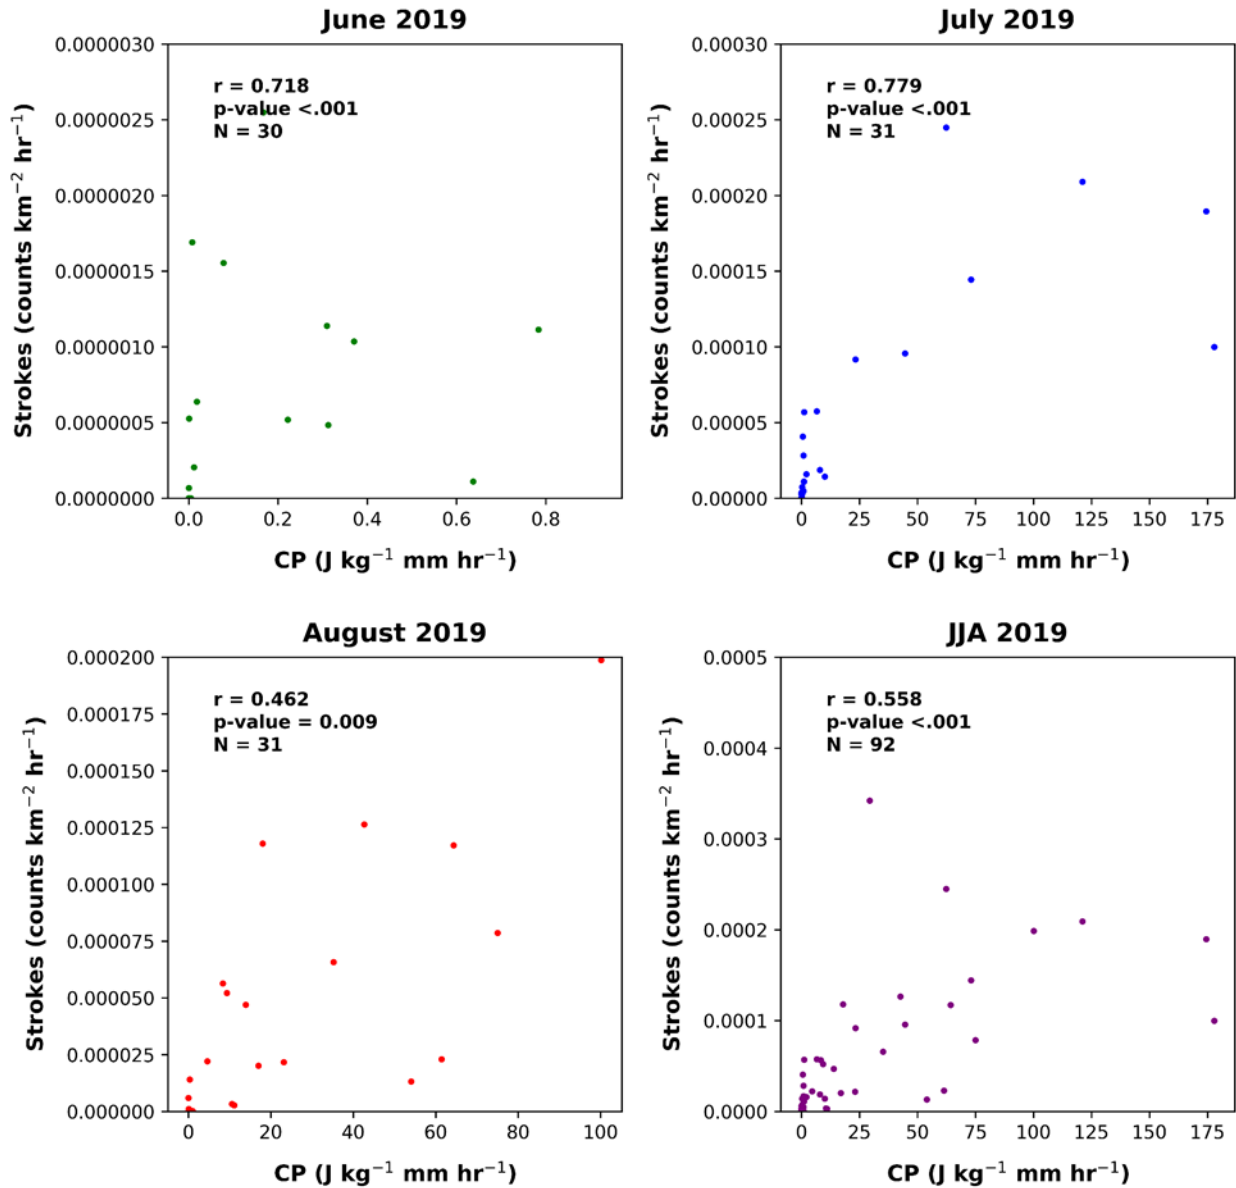 June 2019
0.0000030
0.0000025
0.0000020
0.0000015
0.0000010
0.0000005
0.0000000
Strokes (counts km⁻² hr⁻¹)
r = 0.718
p-value <.001
N = 30
0.0 0.2 0.4 0.6 0.8
CP (J kg⁻¹ mm hr⁻¹)
July 2019
0.00030
0.00025
0.00020
0.00015
0.00010
0.00005
0.00000
Strokes (counts km⁻² hr⁻¹)
r = 0.779
p-value <.001
N = 31
0 25 50 75 100 125 150 175
CP (J kg⁻¹ mm hr⁻¹)
August 2019
0.000200
0.000175
0.000150
0.000125
0.000100
0.000075
0.000050
0.000025
0.000000
Strokes (counts km⁻² hr⁻¹)
r = 0.462
p-value = 0.009
N = 31
0 20 40 60 80 100
CP (J kg⁻¹ mm hr⁻¹)
JJA 2019
0.0005
0.0004
0.0003
0.0002
0.0001
0.0000
Strokes (counts km⁻² hr⁻¹)
r = 0.558
p-value <.001
N = 92
0 25 50 75 100 125 150 175
CP (J kg⁻¹ mm hr⁻¹)